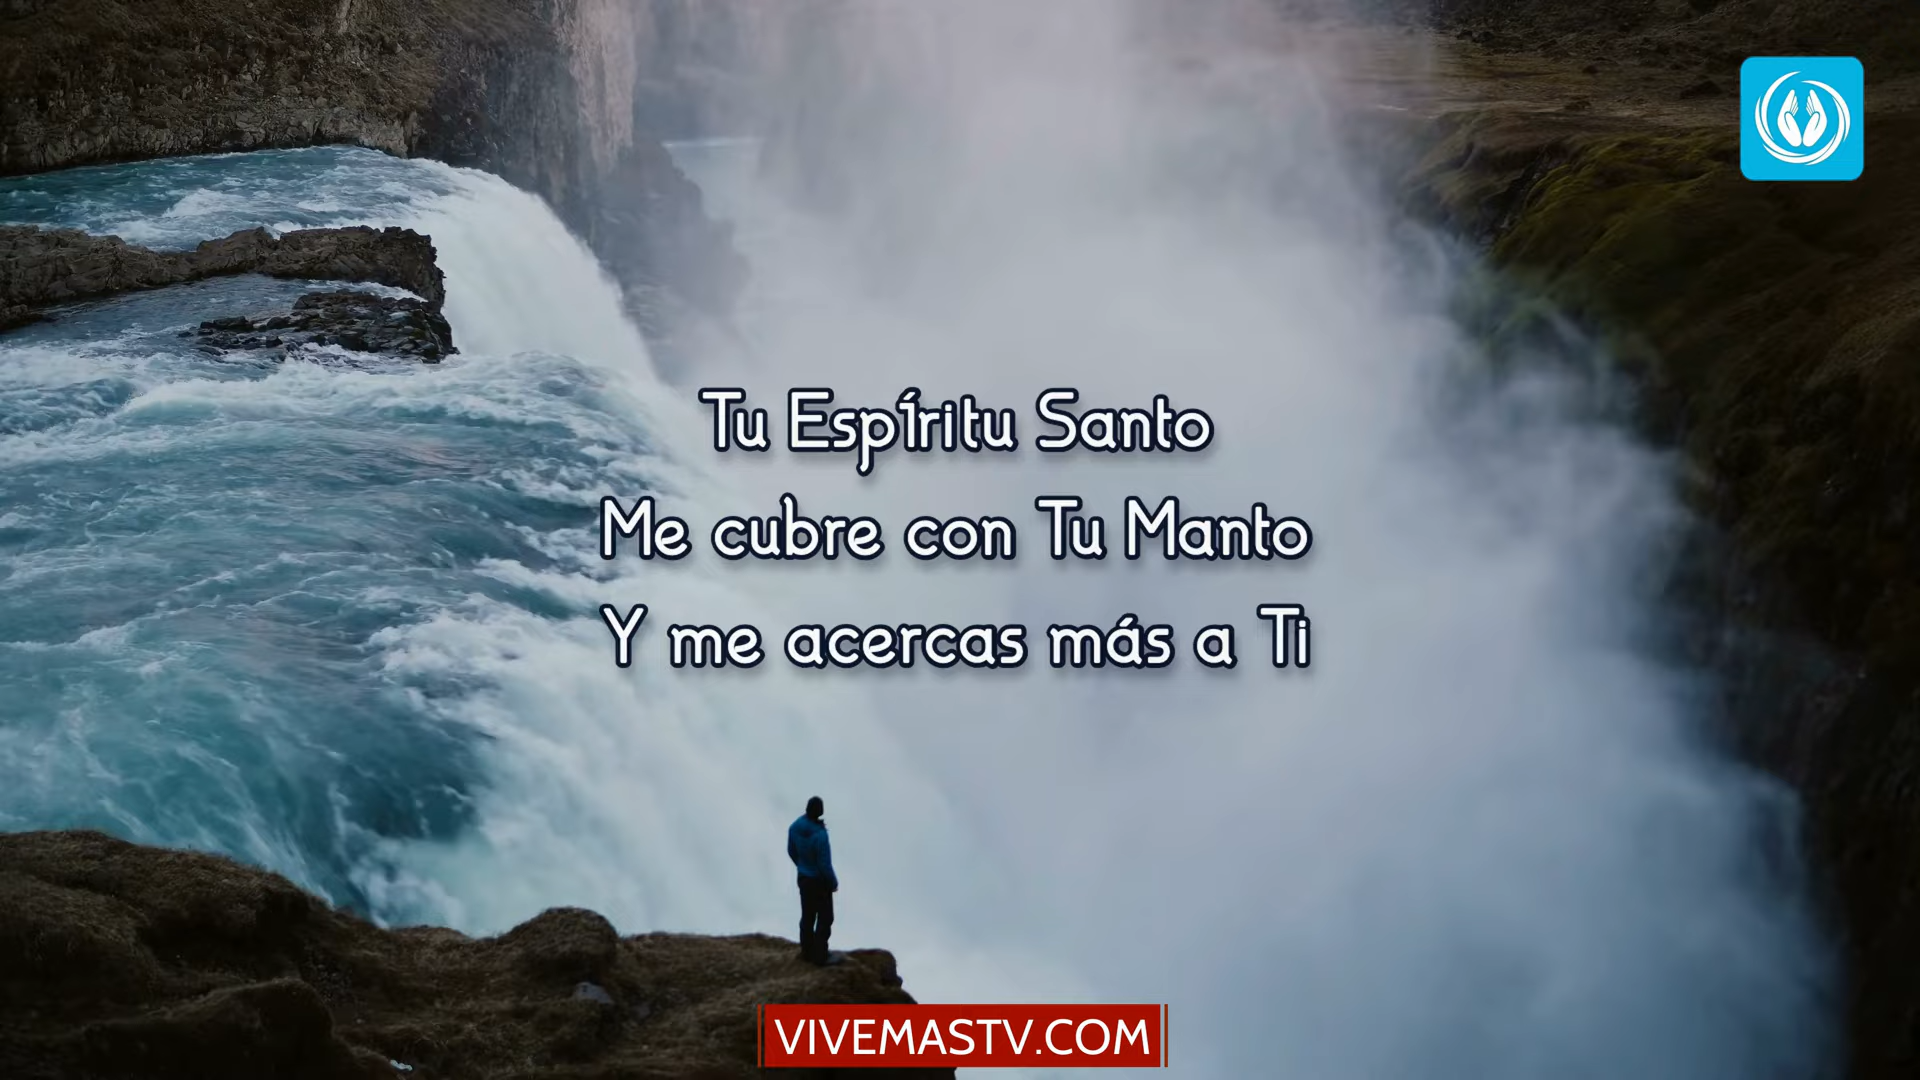 Tu Espíritu Santo
Me cubre con Tu Manto
Y me acercas más a Ti
VIVEMASTV.COM